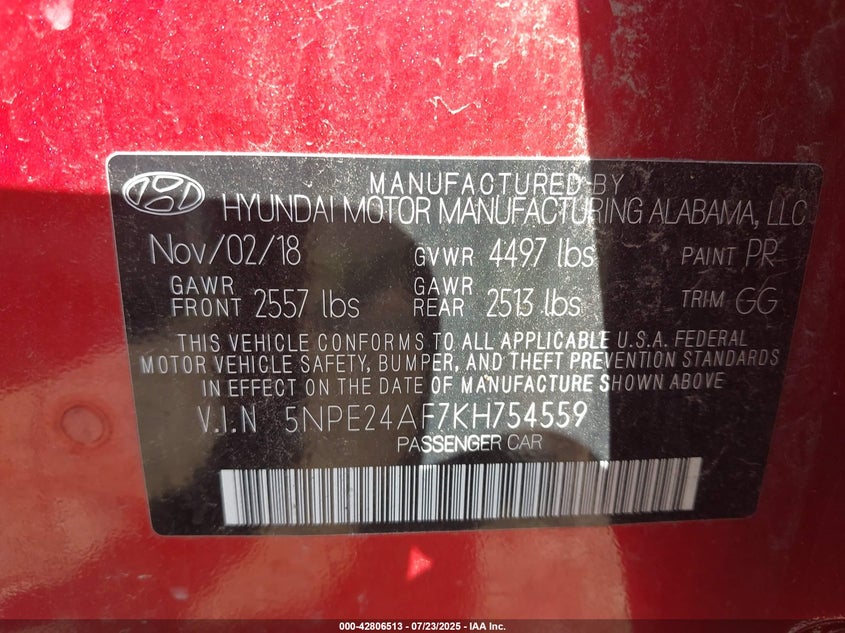 MANUFACTURED BY
HYUNDAI MOTOR MANUFACTURING ALABAMA, LLC
Nov/02/18 GVWR 4497 lbs PAINT PR
GAWR FRONT 2557 lbs GAWR REAR 2513 lbs TRIM GG
THIS VEHICLE CONFORMS TO ALL APPLICABLE U.S.A. FEDERAL
MOTOR VEHICLE SAFETY, BUMPER, AND THEFT PREVENTION STANDARDS
IN EFFECT ON THE DATE OF MANUFACTURE SHOWN ABOVE
V.I.N 5NPE24AF7KH754559
PASSENGER CAR
000-42806513 - 07/23/2025 - IAA Inc.